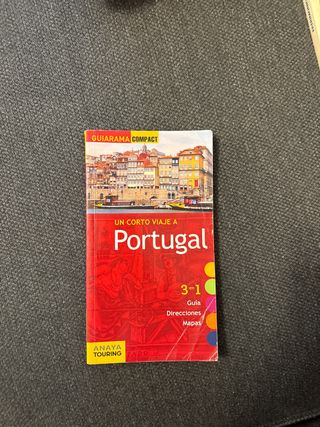 GUIARAMA COMPACT
UN CORTO VIAJE A
Portugal
3 en 1
Guía
Direcciones
Mapas
ANAYA
TOURING